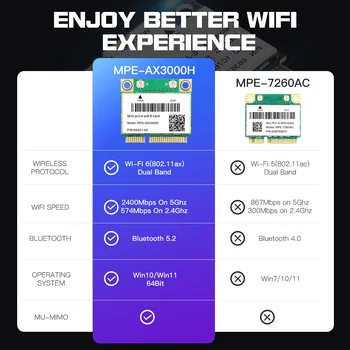 ENJOY BETTER WIFI
EXPERIENCE
MPE-AX3000H
MPE-7260AC
WIRELESS
PROTOCOL
Wi-Fi 6(802.11ax)
Dual Band
Wi-Fi 5(802.11ac)
Dual Band
WIFI SPEED
2400Mbps On 5Ghz
574Mbps On 2.4Ghz
867Mbps on 5Ghz
300Mbps on 2.4Ghz
BLUETOOTH
Bluetooth 5.2
Bluetooth 4.0
OPERATING
SYSTEM
Win10/Win11
64Bit
Win7/10/11
MU-MIMO